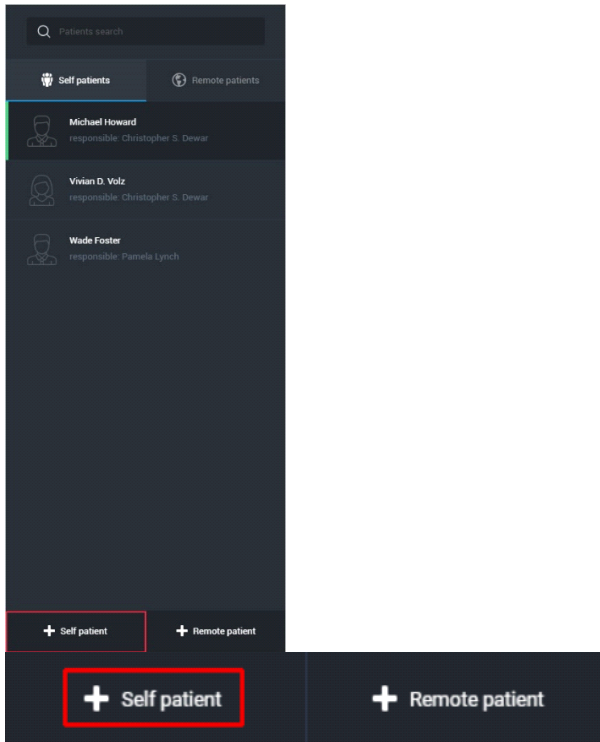 Patients search
Self patients Remote patients
Michael Howard
responsible: Christopher S. Dewar
Vivian D. Volz
responsible: Christopher S. Dewar
Wade Foster
responsible: Pamela Lynch
Self patient Remote patient
Self patient Remote patient